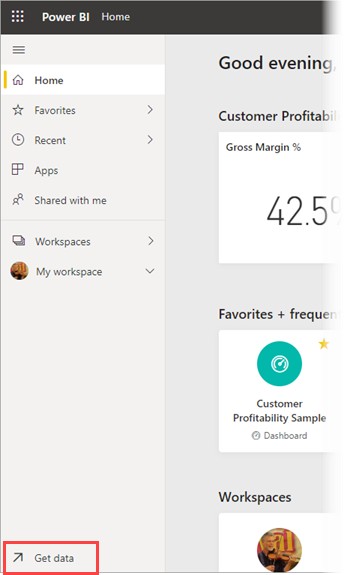 Power BI Home
Home
Favorites
Recent
Apps
Shared with me
Workspaces
My workspace
Get data
Good evening,
Customer Profitabil
Gross Margin %
42.5%
Favorites + frequen
Customer
Profitability Sample
Dashboard
Workspaces